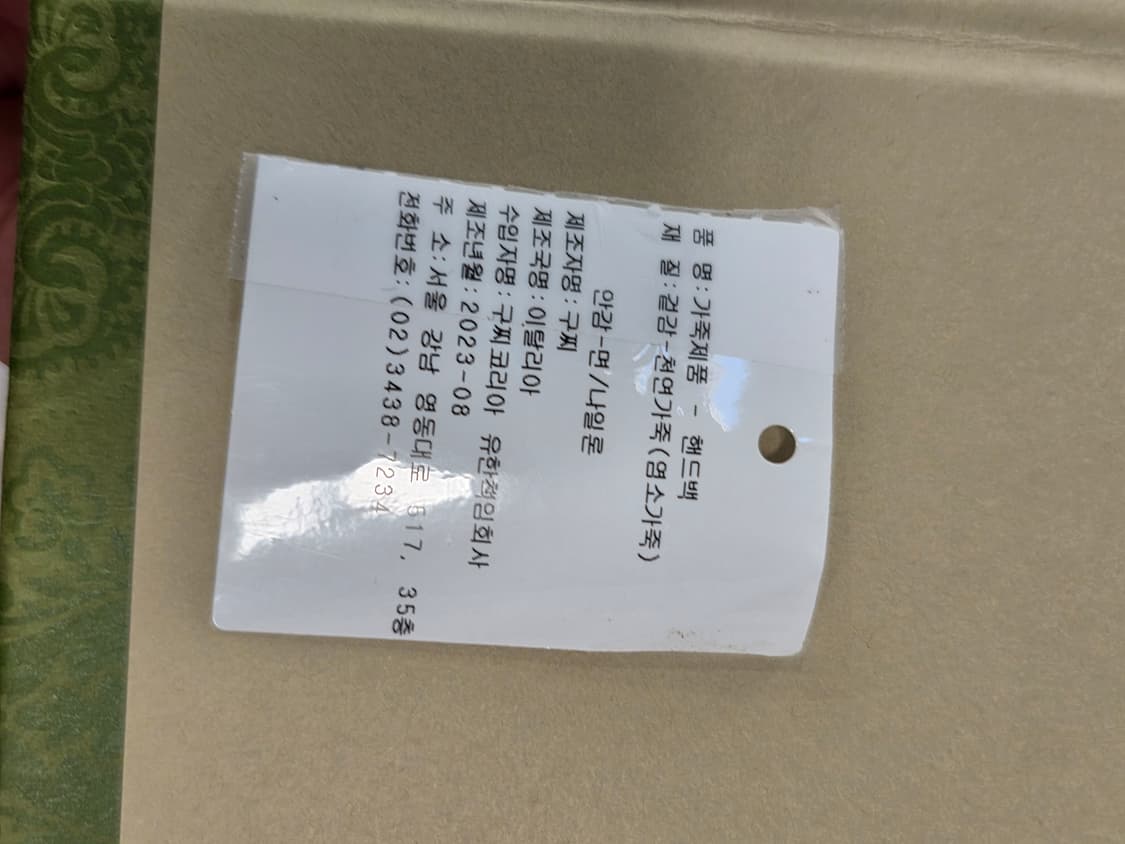 품 명:가죽제품 - 핸드백
재 질:겉감-천연가죽(염소가죽)
안감-면/나일론
제조자명:구찌
제조국명:이탈리아
수입자명:구찌코리아 유한책임회사
제조년월:2023-08
주 소:서울 강남 영동대로 517, 35층
전화번호:(02)3438-7234